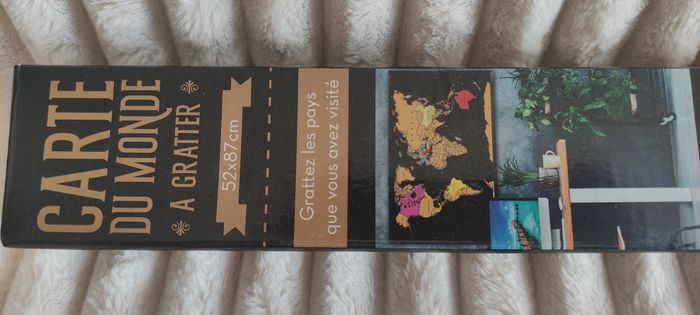 CARTE
DU MONDE
A GRATTER
52x87cm
Grattez les pays
que vous avez visité